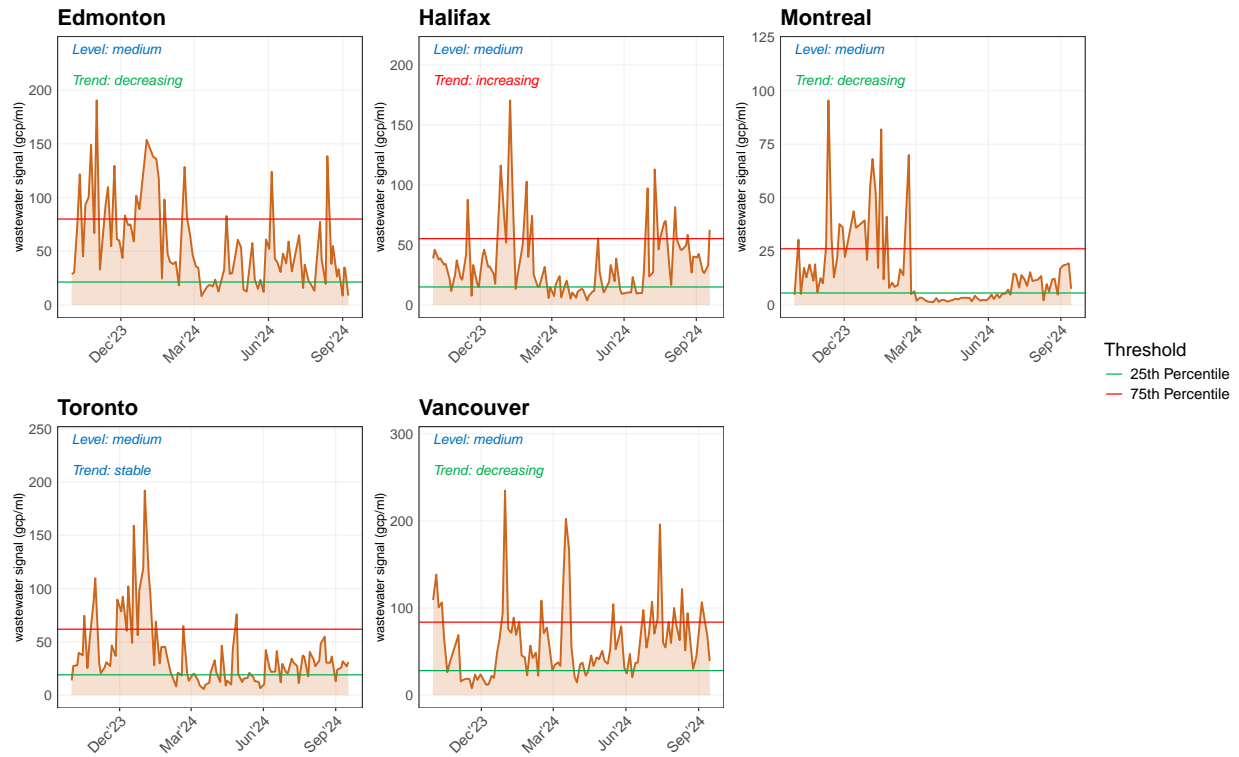 Edmonton
Level: medium
Trend: decreasing
wastewater signal (gcp/ml)
200
150
100
50
0
Dec'23
Mar'24
Jun'24
Sep'24
Halifax
Level: medium
Trend: increasing
wastewater signal (gcp/ml)
200
150
100
50
0
Dec'23
Mar'24
Jun'24
Sep'24
Montreal
Level: medium
Trend: decreasing
wastewater signal (gcp/ml)
125
100
75
50
25
0
Dec'23
Mar'24
Jun'24
Sep'24
Threshold
25th Percentile
75th Percentile
Toronto
Level: medium
Trend: stable
wastewater signal (gcp/ml)
250
200
150
100
50
0
Dec'23
Mar'24
Jun'24
Sep'24
Vancouver
Level: medium
Trend: decreasing
wastewater signal (gcp/ml)
300
200
100
0
Dec'23
Mar'24
Jun'24
Sep'24